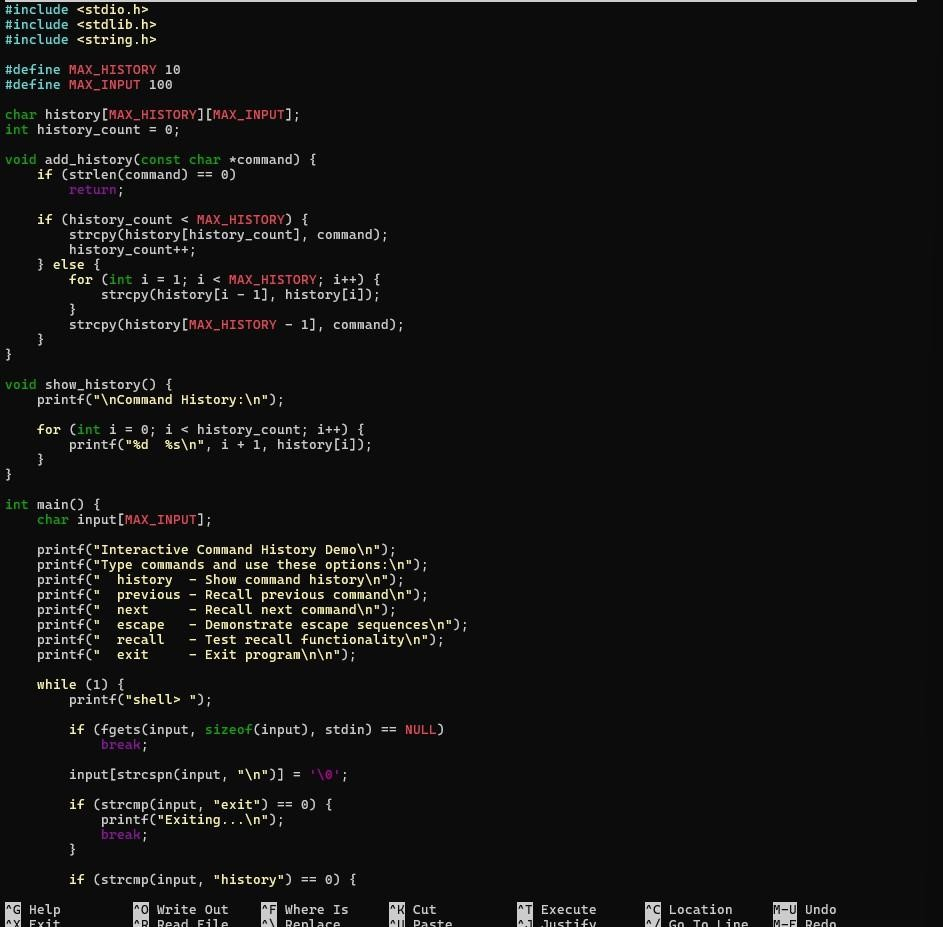 #include <stdio.h>
#include <stdlib.h>
#include <string.h>

#define MAX_HISTORY 10
#define MAX_INPUT 100

char history[MAX_HISTORY][MAX_INPUT];
int history_count = 0;

void add_history(const char *command) {
    if (strlen(command) == 0)
        return;

    if (history_count < MAX_HISTORY) {
        strcpy(history[history_count], command);
        history_count++;
    } else {
        for (int i = 1; i < MAX_HISTORY; i++) {
            strcpy(history[i - 1], history[i]);
        }
        strcpy(history[MAX_HISTORY - 1], command);
    }
}

void show_history() {
    printf("\nCommand History:\n");

    for (int i = 0; i < history_count; i++) {
        printf("%d  %s\n", i + 1, history[i]);
    }
}

int main() {
    char input[MAX_INPUT];

    printf("Interactive Command History Demo\n");
    printf("Type commands and use these options:\n");
    printf("  history  - Show command history\n");
    printf("  previous - Recall previous command\n");
    printf("  next     - Recall next command\n");
    printf("  escape   - Demonstrate escape sequences\n");
    printf("  recall   - Test recall functionality\n");
    printf("  exit     - Exit program\n\n");

    while (1) {
        printf("shell> ");

        if (fgets(input, sizeof(input), stdin) == NULL)
            break;

        input[strcspn(input, "\n")] = '\0';

        if (strcmp(input, "exit") == 0) {
            printf("Exiting...\n");
            break;
        }

        if (strcmp(input, "history") == 0) {

^G Help ^O Write Out ^F Where Is ^K Cut ^T Execute ^C Location M-U Undo
^X Exit ^R Read File ^\ Replace ^U Paste ^J Justify ^/ Go To Line M-E Redo